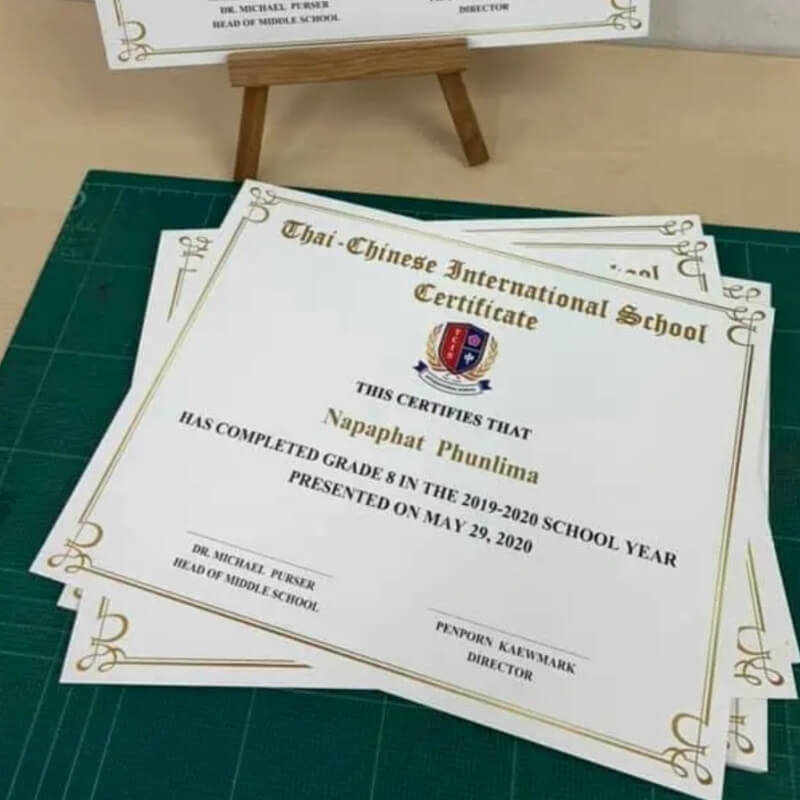 DR. MICHAEL PURSER
HEAD OF MIDDLE SCHOOL
DIRECTOR
Thai-Chinese International School
Certificate
TCIS
THIS CERTIFIES THAT
Napaphat Phunlima
HAS COMPLETED GRADE 8 IN THE 2019-2020 SCHOOL YEAR
PRESENTED ON MAY 29, 2020
DR. MICHAEL PURSER
HEAD OF MIDDLE SCHOOL
PENPORN KAEWMARK
DIRECTOR